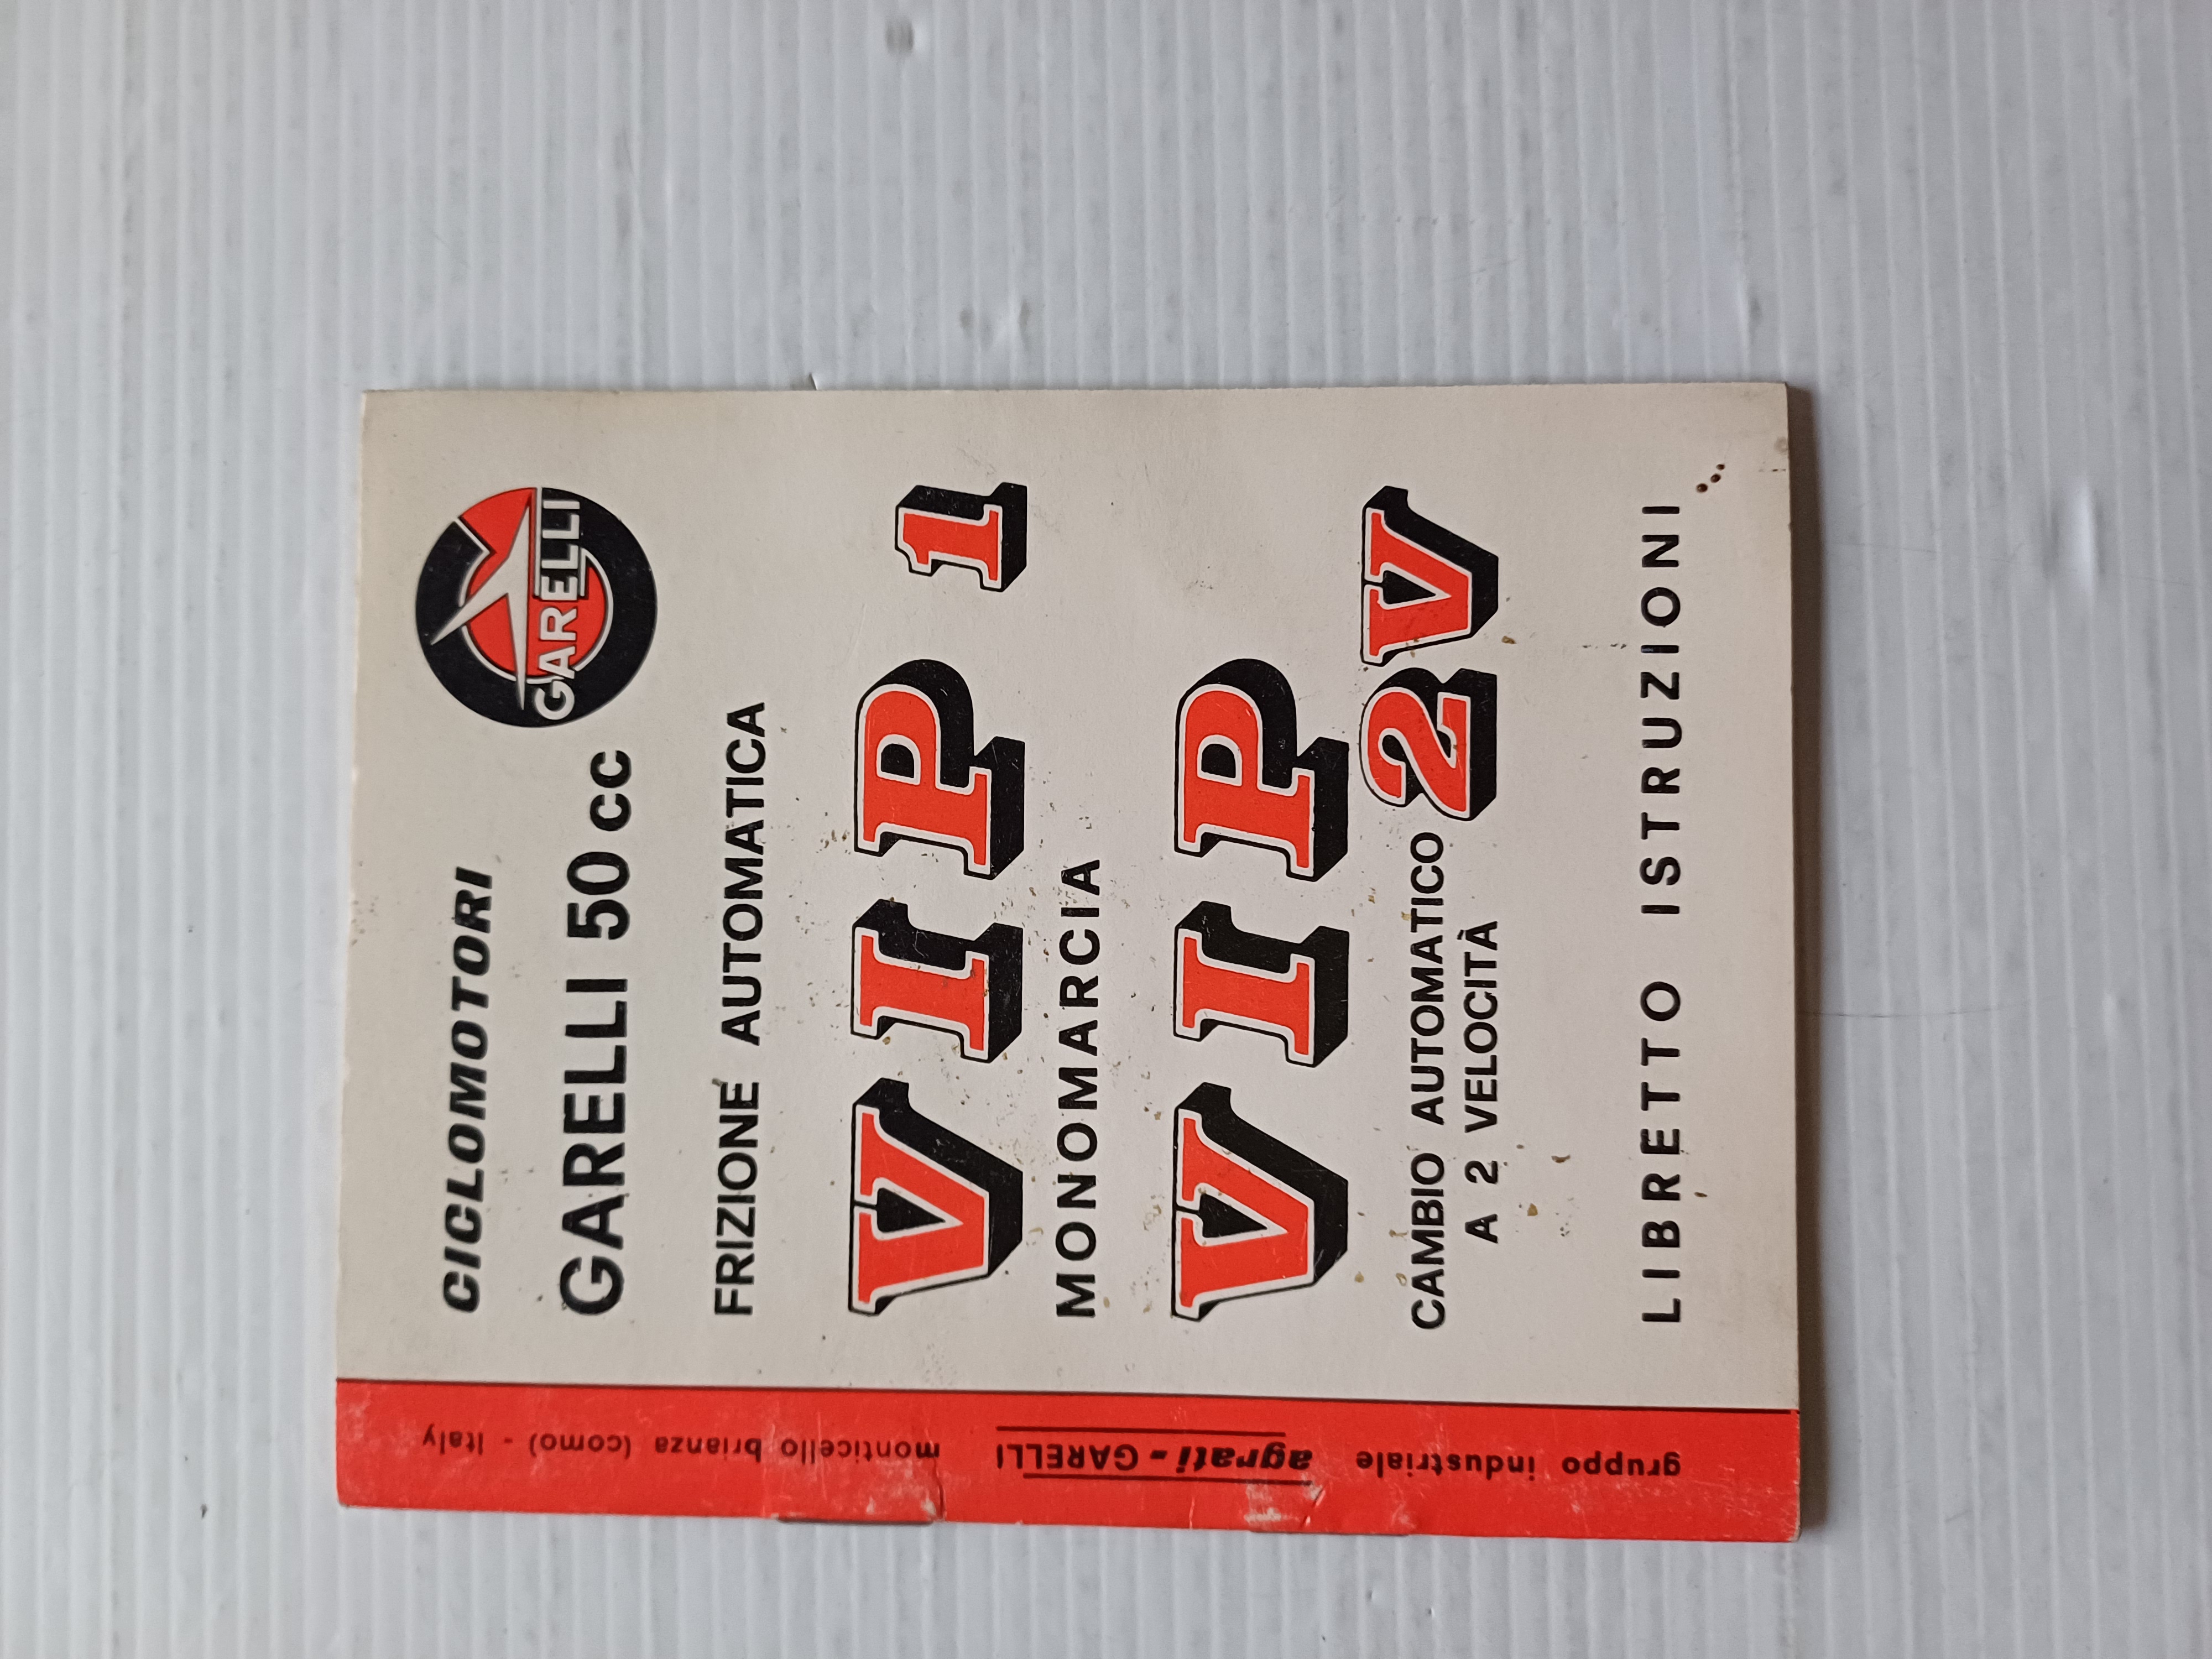 CICLOMOTORI
GARELLI 50 cc
GARELLI
FRIZIONE AUTOMATICA
VIP 1
MONOMARCIA
VIP 2V
CAMBIO AUTOMATICO
A 2 VELOCITÀ
LIBRETTO ISTRUZIONI
gruppo industriale agrati - GARELLI monticello brianza (como) - Italy